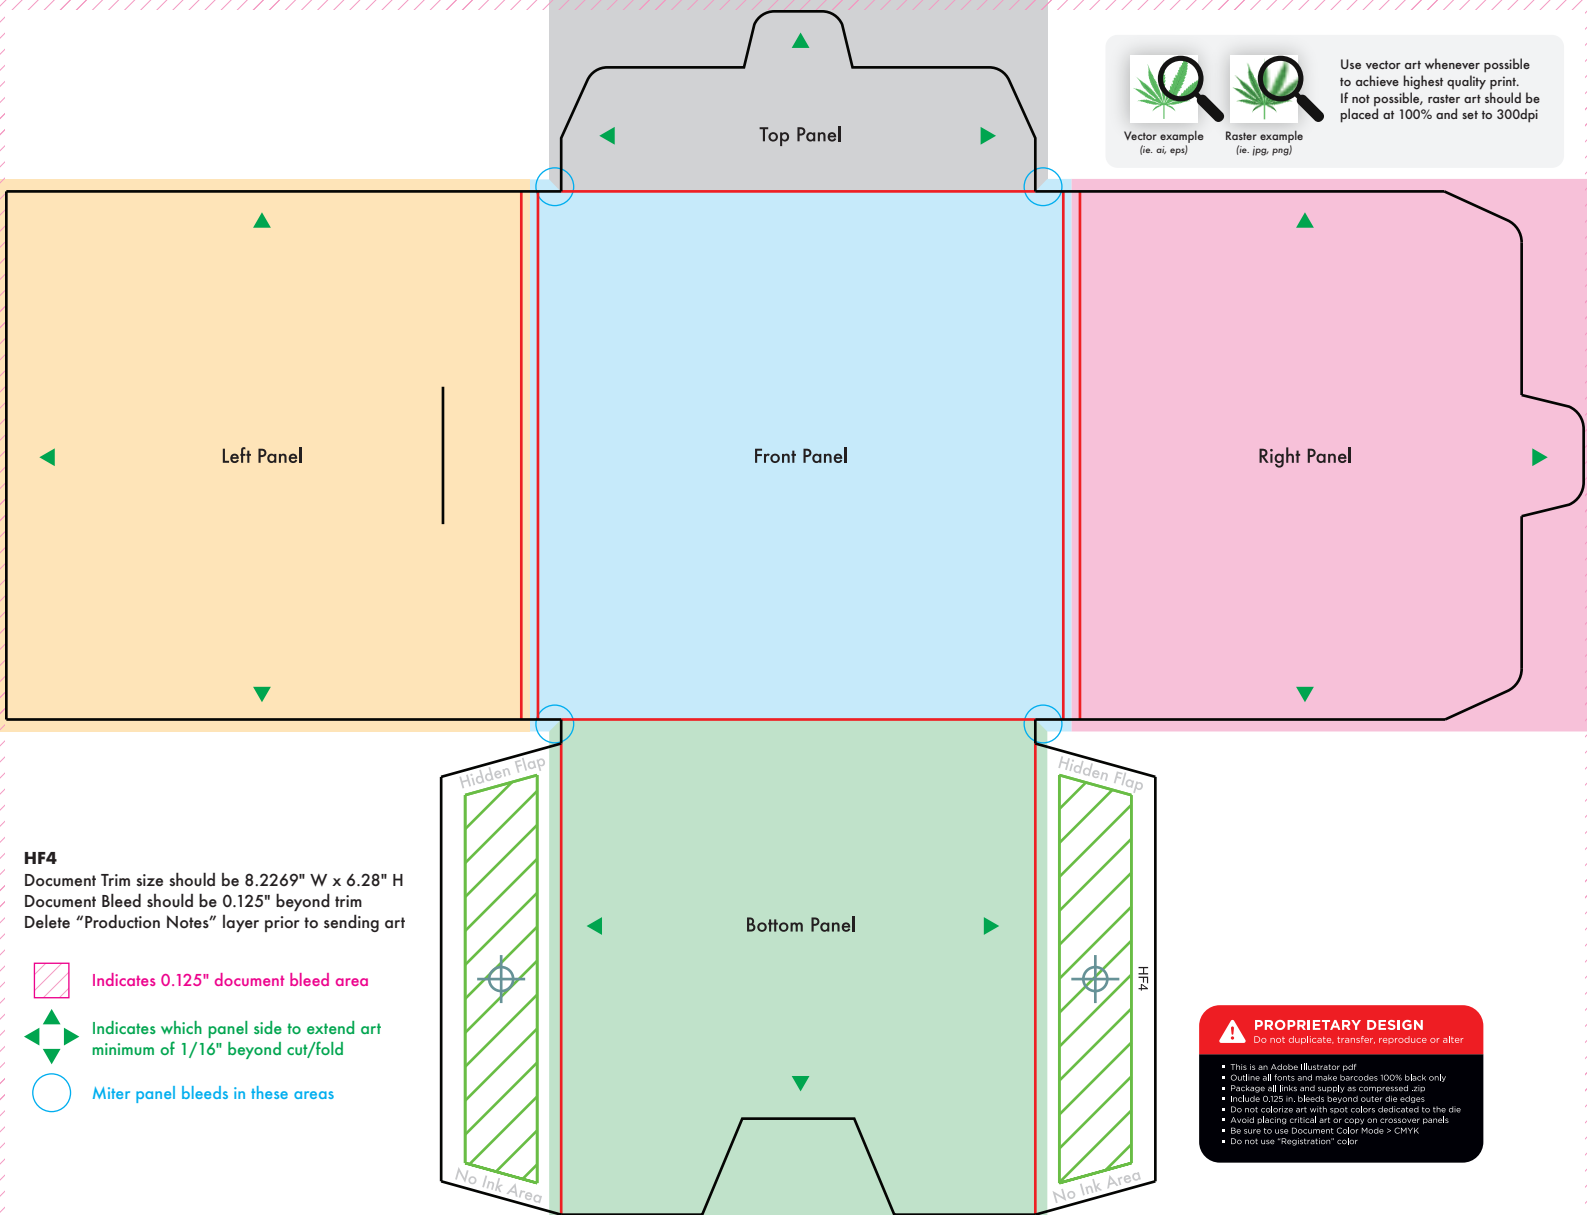 Top Panel
Use vector art whenever possible
to achieve highest quality print.
If not possible, raster art should be
placed at 100% and set to 300dpi
Vector example
(ie. ai, eps)
Raster example
(ie. jpg, png)
Left Panel
Front Panel
Right Panel
Hidden Flap
Hidden Flap
HF4
Document Trim size should be 8.2269" W x 6.28" H
Document Bleed should be 0.125" beyond trim
Delete “Production Notes” layer prior to sending art
Indicates 0.125" document bleed area
Indicates which panel side to extend art
minimum of 1/16" beyond cut/fold
Miter panel bleeds in these areas
Bottom Panel
HF4
No Ink Area
No Ink Area
PROPRIETARY DESIGN
Do not duplicate, transfer, reproduce or alter
▪ This is an Adobe Illustrator pdf
▪ Outline all fonts and make barcodes 100% black only
▪ Package all links and supply as compressed .zip
▪ Include 0.125 in. bleeds beyond outer die edges
▪ Do not colorize art with spot colors dedicated to the die
▪ Avoid placing critical art or copy on crossover panels
▪ Be sure to use Document Color Mode > CMYK
▪ Do not use "Registration" color